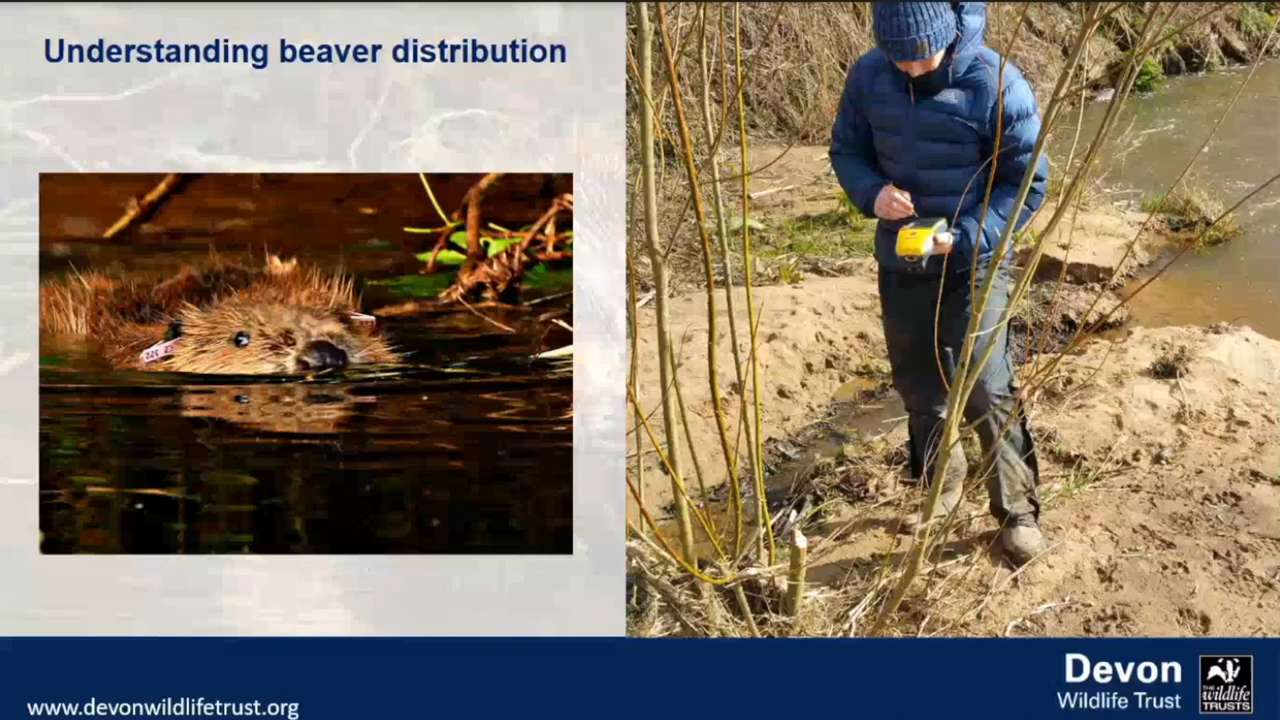 Understanding beaver distribution
www.devonwildlifetrust.org
Devon
Wildlife Trust
THE
wildlife
TRUSTS